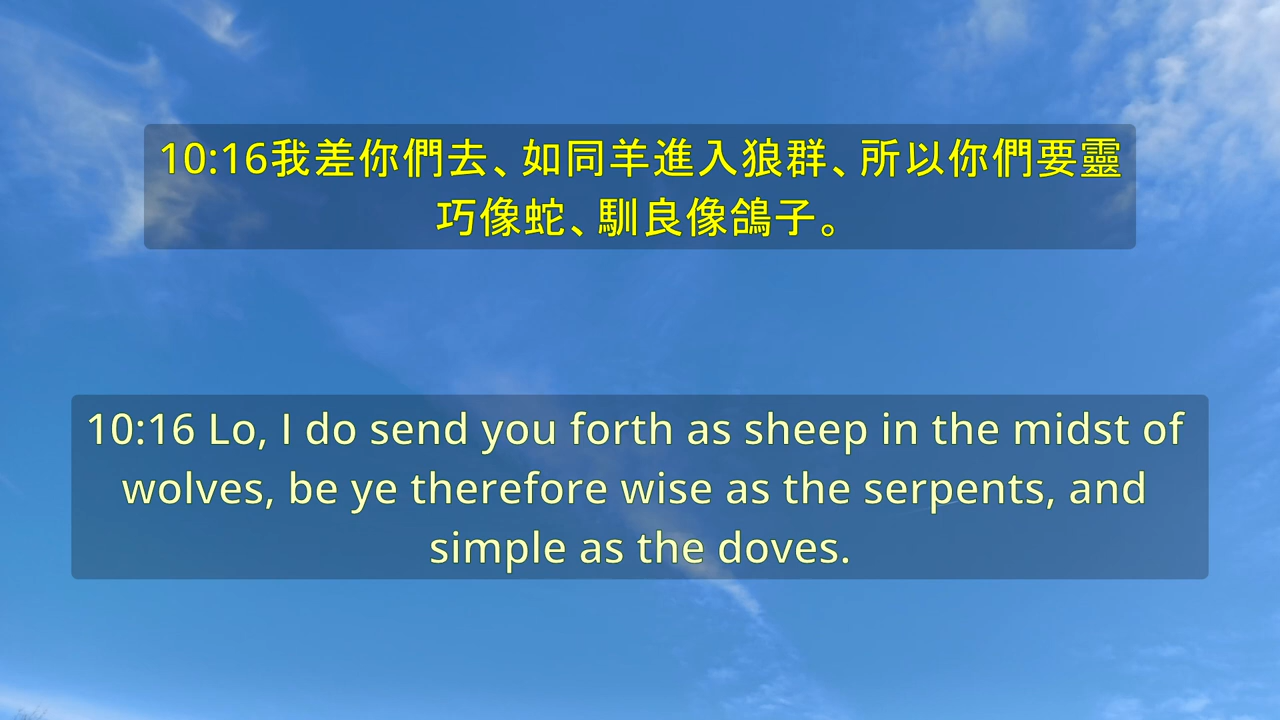 10:16我差你們去、如同羊進入狼群、所以你們要靈
巧像蛇、馴良像鴿子。
10:16 Lo, I do send you forth as sheep in the midst of
wolves, be ye therefore wise as the serpents, and
simple as the doves.